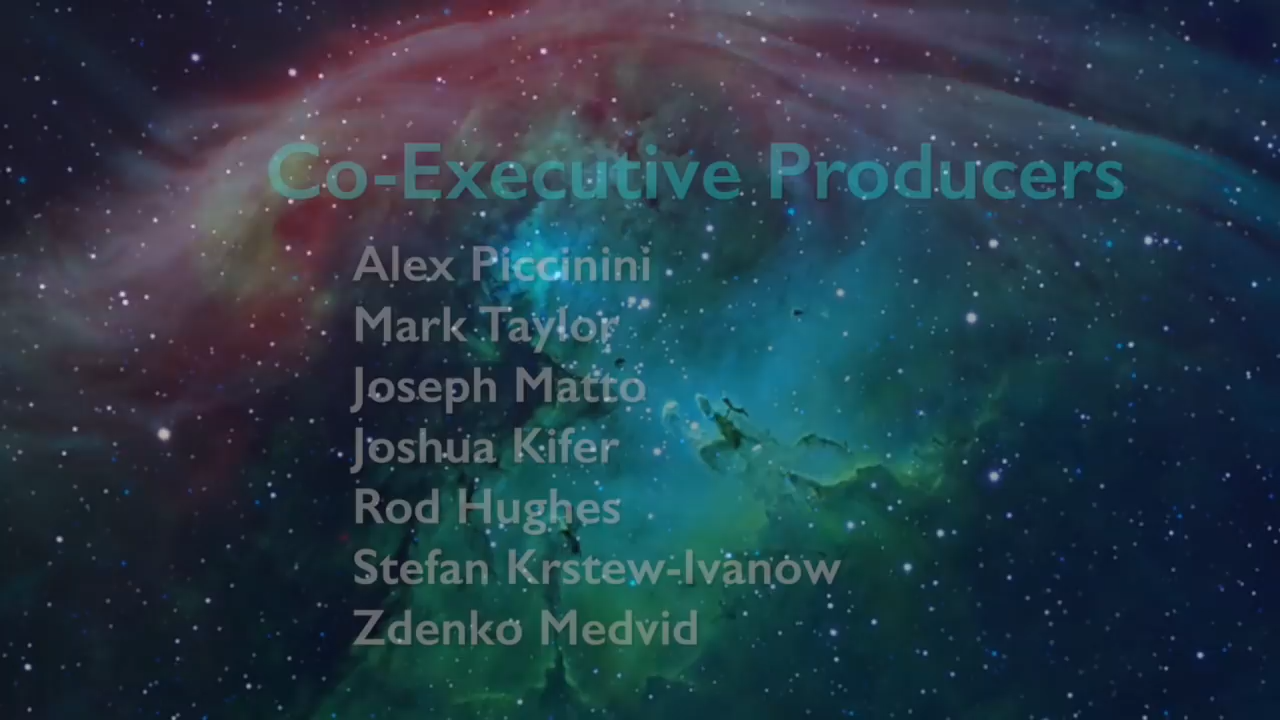 Co-Executive Producers
Alex Piccinini
Mark Taylor
Joseph Matto
Joshua Kifer
Rod Hughes
Stefan Krstew-Ivanow
Zdenko Medvid